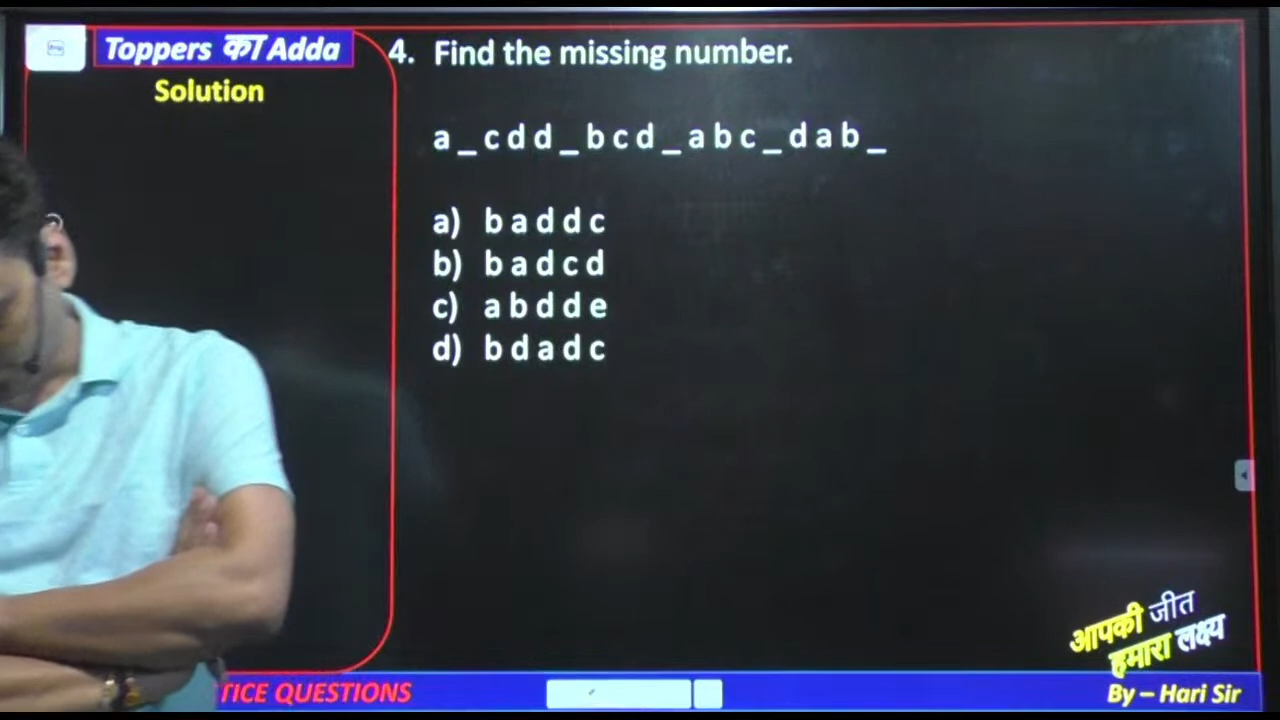 Toppers का Adda
Solution
4. Find the missing number.
a _ c d d _ b c d _ a b c _ d a b _
a) b a d d c
b) b a d c d
c) a b d d e
d) b d a d c
आपकी जीत
हमारा लक्ष्य
TICE QUESTIONS
By – Hari Sir